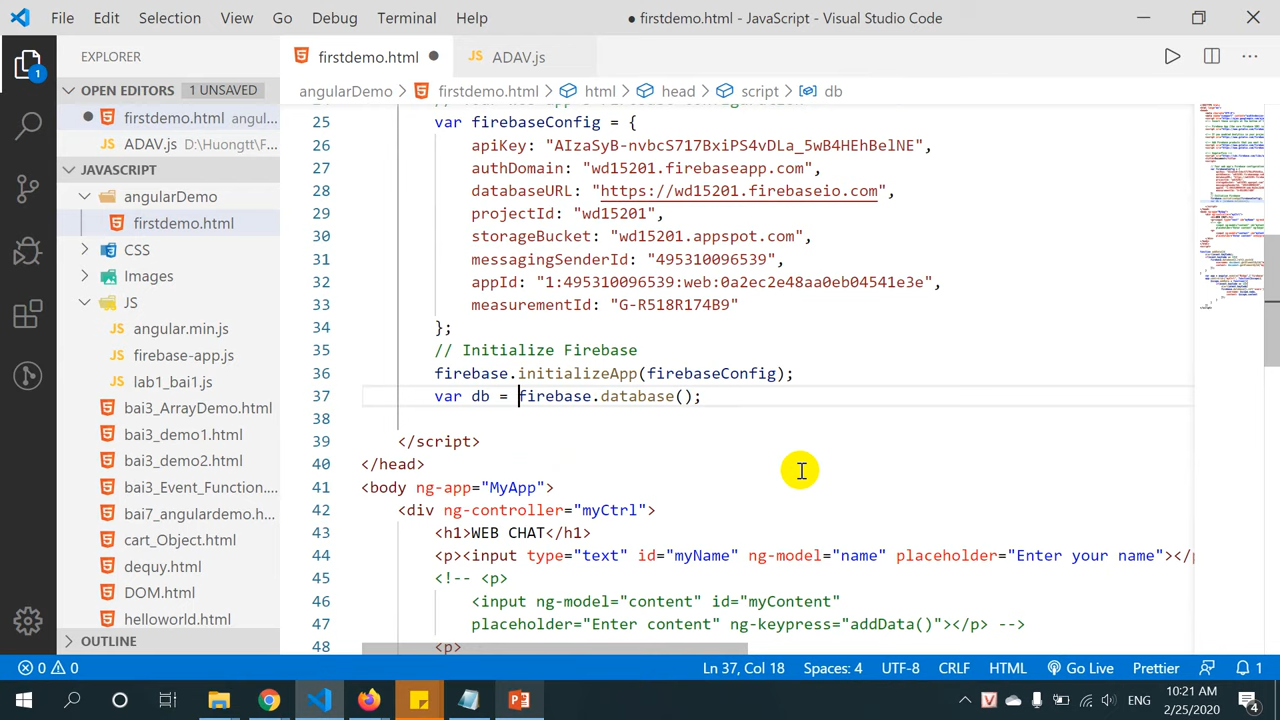 File Edit Selection View Go Debug Terminal Help
● firstdemo.html - JavaScript - Visual Studio Code
EXPLORER
OPEN EDITORS 1 UNSAVED
firstdemo.html angul...
ADAV.js D:\Huongtt\F...
JAVASCRIPT
angularDemo
firstdemo.html
CSS
Images
JS
JS angular.min.js
JS firebase-app.js
JS lab1_bai1.js
bai3_ArrayDemo.html
bai3_demo1.html
bai3_demo2.html
bai3_Event_Function....
bai7_angulardemo.h...
cart_Object.html
dequy.html
DOM.html
helloworld.html
OUTLINE
firstdemo.html ●
JS ADAV.js
angularDemo > firstdemo.html > html > head > script > db
25 var firebaseConfig = {
26
27 "wd15201.firebaseapp.com",
28 databaseURL: "https://wd15201.firebaseio.com",
29 projectId: "wd15201",
30 storageBucket: "wd15201.appspot.com",
31 messagingSenderId: "495310096539",
32 appId: "1:495310096539:web:0a2ec2e48aa0eb04541e3e",
33 measurementId: "G-R518R174B9"
34 };
35 // Initialize Firebase
36 firebase.initializeApp(firebaseConfig);
37 var db = firebase.database();
38
39 </script>
40 </head>
41 <body ng-app="MyApp">
42 <div ng-controller="myCtrl">
43 <h1>WEB CHAT</h1>
44 <p><input type="text" id="myName" ng-model="name" placeholder="Enter your name"></p
45 <!-- <p>
46 <input ng-model="content" id="myContent"
47 placeholder="Enter content" ng-keypress="addData()"></p> -->
48 <p>
0 0 Ln 37, Col 18 Spaces: 4 UTF-8 CRLF HTML Go Live Prettier 1
ENG
10:21 AM
2/25/2020
4